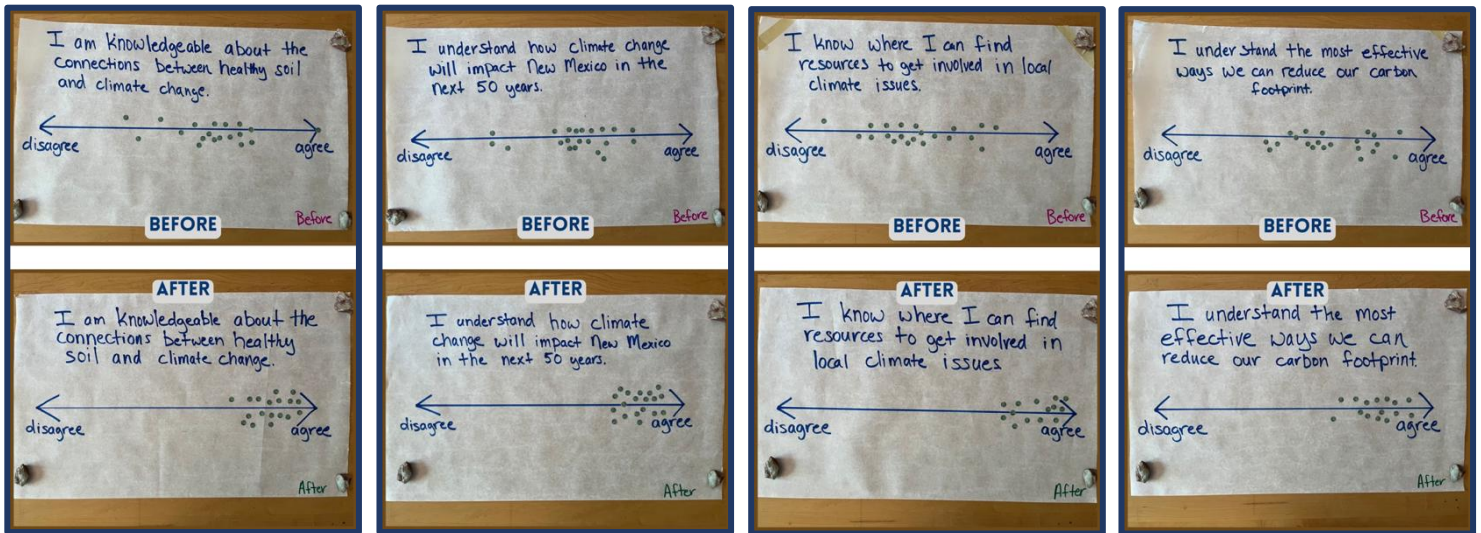 I am knowledgeable about the
connections between healthy soil
and climate change.
disagree
agree
Before
BEFORE
I understand how climate change
will impact New Mexico in the
next 50 years.
disagree
agree
Before
BEFORE
I know where I can find
resources to get involved in local
climate issues.
disagree
agree
Before
BEFORE
I understand the most effective
ways we can reduce our carbon
footprint.
disagree
agree
Before
BEFORE
AFTER
I am knowledgeable about the
connections between healthy
soil and climate change.
disagree
agree
After
AFTER
I understand how climate
change will impact New Mexico
in the next 50 years.
disagree
agree
After
AFTER
I know where I can find
resources to get involved in
local climate issues
disagree
agree
After
AFTER
I understand the most
effective ways we can
reduce our carbon footprint.
disagree
agree
After